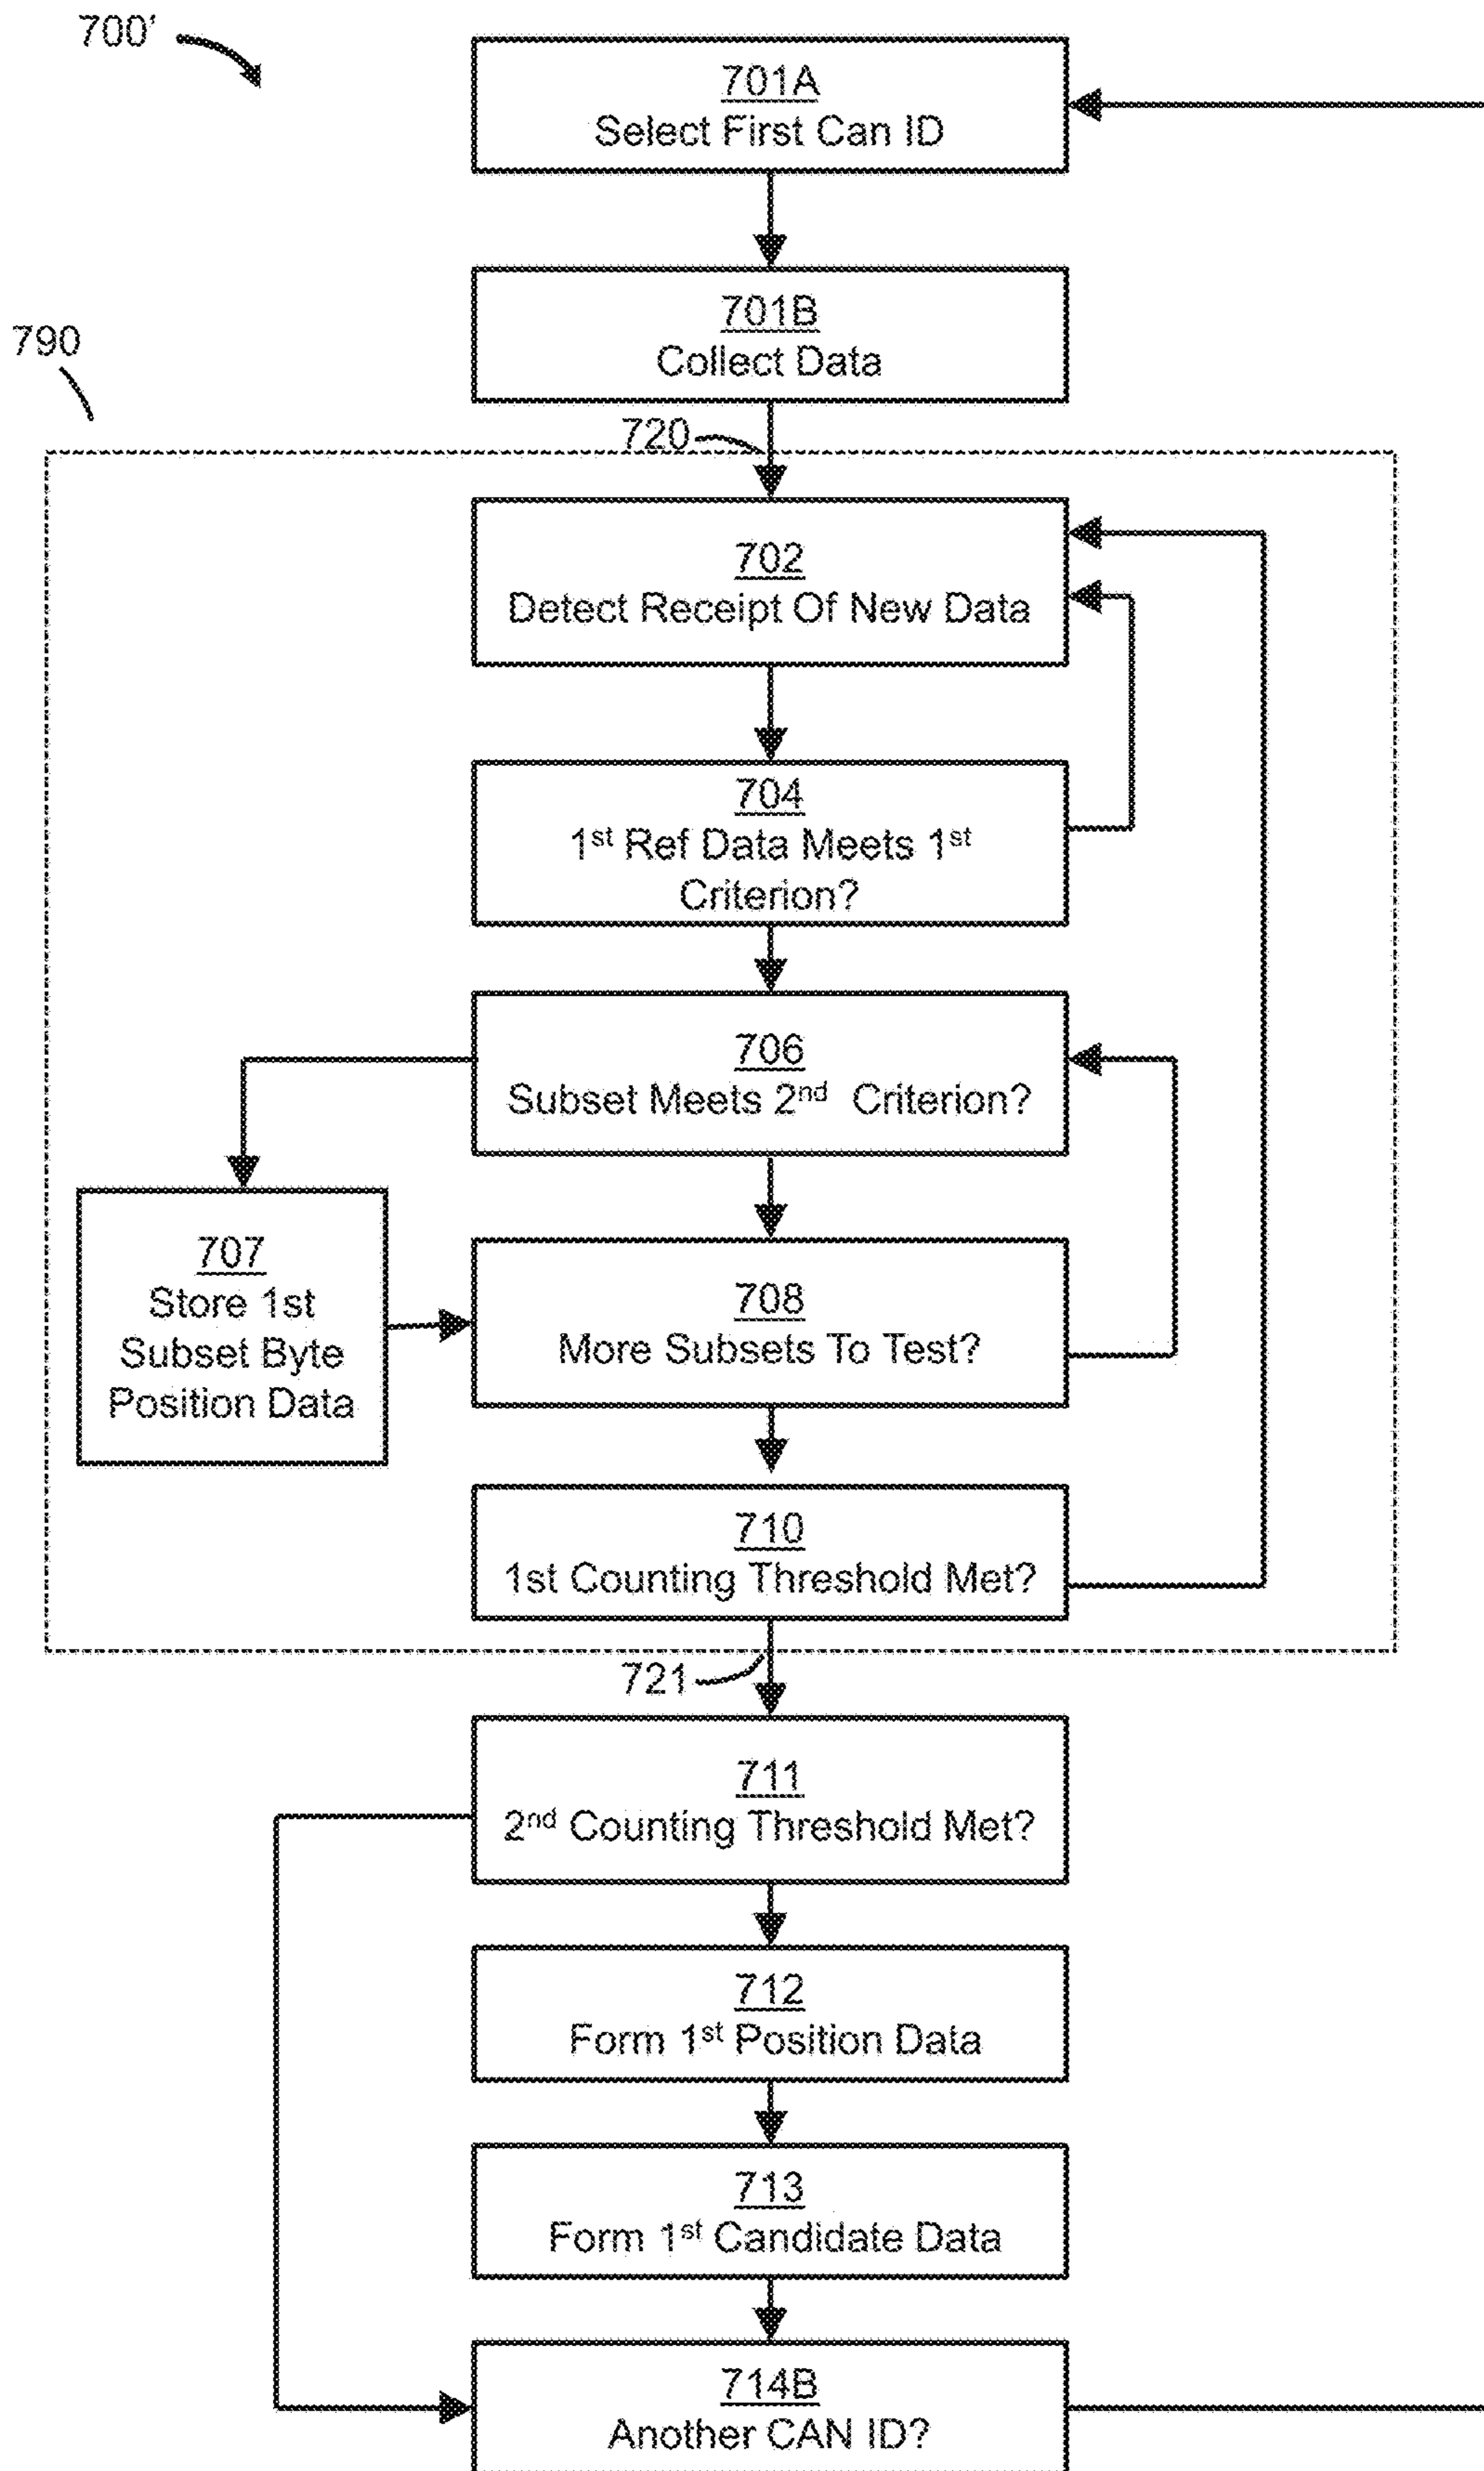 700'
701A
Select First Can ID
701B
Collect Data
790
720
702
Detect Receipt Of New Data
704
1st Ref Data Meets 1st
Criterion?
706
Subset Meets 2nd Criterion?
707
Store 1st
Subset Byte
Position Data
708
More Subsets To Test?
710
1st Counting Threshold Met?
721
711
2nd Counting Threshold Met?
712
Form 1st Position Data
713
Form 1st Candidate Data
714B
Another CAN ID?